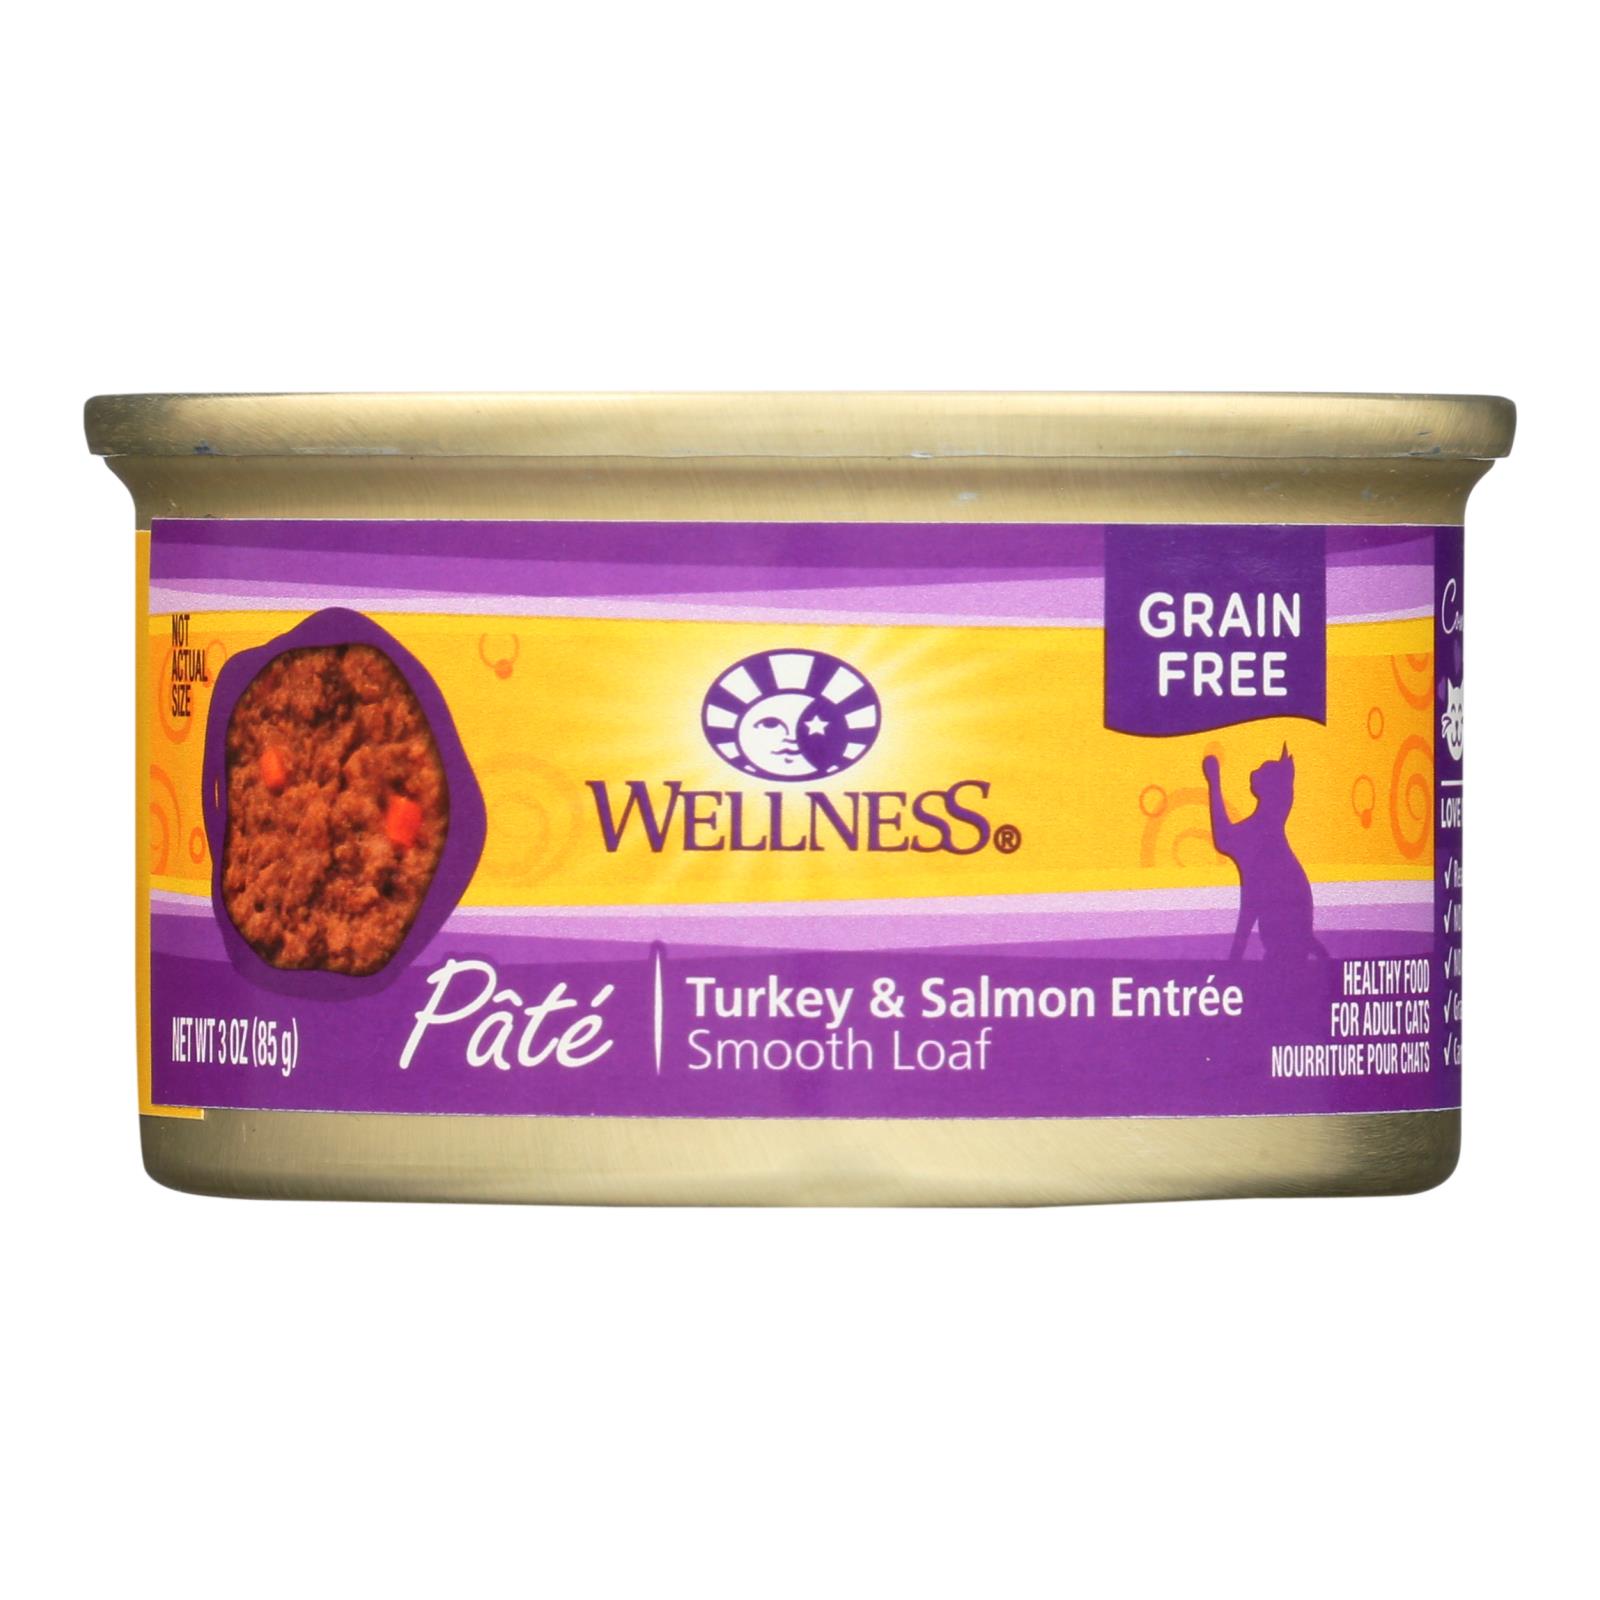 NOT
ACTUAL
SIZE
GRAIN
FREE
WELLNESS®
LOVE
Pâté
Turkey & Salmon Entrée
Smooth Loaf
NET WT 3 OZ (85 g)
HEALTHY FOOD
FOR ADULT CATS
NOURRITURE POUR CHATS